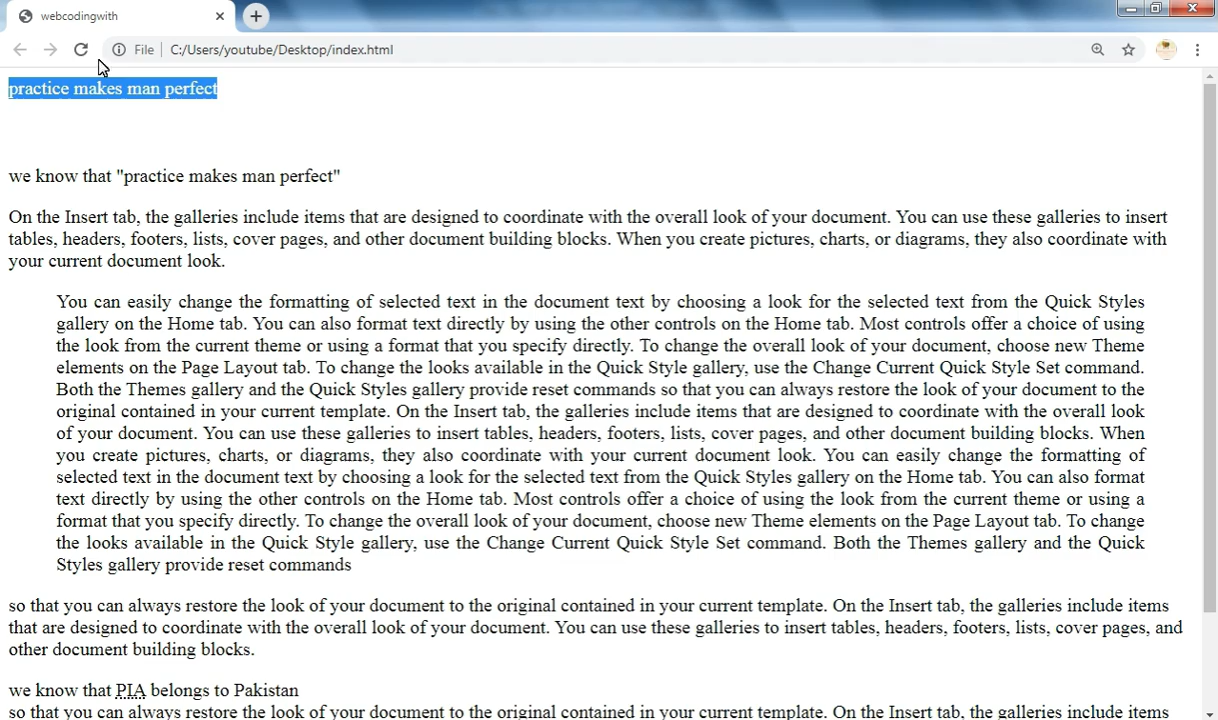 webcodingwith
File
C:/Users/youtube/Desktop/index.html
practice makes man perfect
we know that "practice makes man perfect"
On the Insert tab, the galleries include items that are designed to coordinate with the overall look of your document. You can use these galleries to insert
tables, headers, footers, lists, cover pages, and other document building blocks. When you create pictures, charts, or diagrams, they also coordinate with
your current document look.
You can easily change the formatting of selected text in the document text by choosing a look for the selected text from the Quick Styles
gallery on the Home tab. You can also format text directly by using the other controls on the Home tab. Most controls offer a choice of using
the look from the current theme or using a format that you specify directly. To change the overall look of your document, choose new Theme
elements on the Page Layout tab. To change the looks available in the Quick Style gallery, use the Change Current Quick Style Set command.
Both the Themes gallery and the Quick Styles gallery provide reset commands so that you can always restore the look of your document to the
original contained in your current template. On the Insert tab, the galleries include items that are designed to coordinate with the overall look
of your document. You can use these galleries to insert tables, headers, footers, lists, cover pages, and other document building blocks. When
you create pictures, charts, or diagrams, they also coordinate with your current document look. You can easily change the formatting of
selected text in the document text by choosing a look for the selected text from the Quick Styles gallery on the Home tab. You can also format
text directly by using the other controls on the Home tab. Most controls offer a choice of using the look from the current theme or using a
format that you specify directly. To change the overall look of your document, choose new Theme elements on the Page Layout tab. To change
the looks available in the Quick Style gallery, use the Change Current Quick Style Set command. Both the Themes gallery and the Quick
Styles gallery provide reset commands
so that you can always restore the look of your document to the original contained in your current template. On the Insert tab, the galleries include items
that are designed to coordinate with the overall look of your document. You can use these galleries to insert tables, headers, footers, lists, cover pages, and
other document building blocks.
we know that PIA belongs to Pakistan
so that you can always restore the look of your document to the original contained in your current template. On the Insert tab, the galleries include items